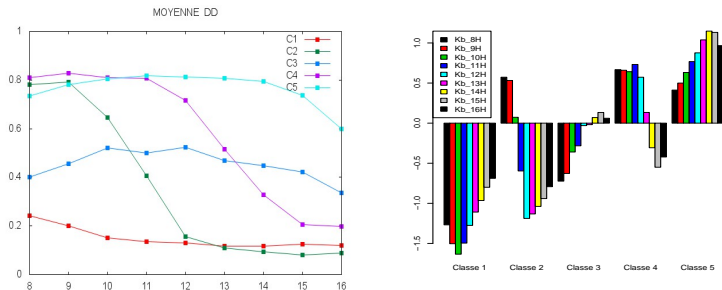 MOYENNE DD
C1
C2
C3
C4
C5
1
0.8
0.6
0.4
0.2
0
8 9 10 11 12 13 14 15 16
Kb_8H
Kb_9H
Kb_10H
Kb_11H
Kb_12H
Kb_13H
Kb_14H
Kb_15H
Kb_16H
1.0
0.5
0.0
-0.5
-1.0
-1.5
Classe 1 Classe 2 Classe 3 Classe 4 Classe 5